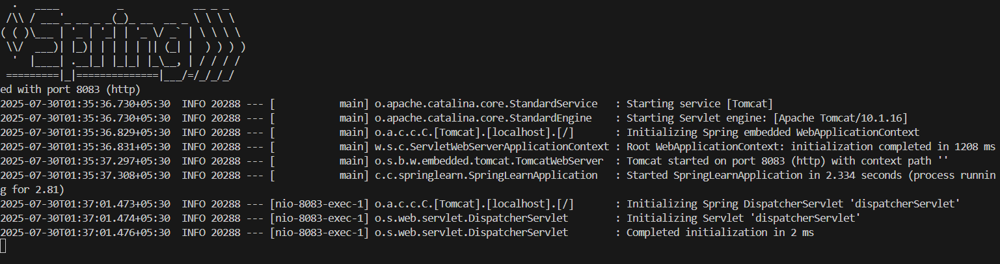 .   ____          _            __ _ _
 /\\ / ___'_ __ _ _(_)_ __  __ _ \ \ \ \
( ( )\___ | '_ | '_| | '_ \/ _` | \ \ \ \
 \\/  ___)| |_)| | | | | || (_| |  ) ) ) )
  '  |____| .__|_| |_|_| |_\__, | / / / /
 =========|_|==============|___/=/_/_/_/
ed with port 8083 (http)
2025-07-30T01:35:36.730+05:30  INFO 20288 --- [           main] o.apache.catalina.core.StandardService   : Starting service [Tomcat]
2025-07-30T01:35:36.730+05:30  INFO 20288 --- [           main] o.apache.catalina.core.StandardEngine    : Starting Servlet engine: [Apache Tomcat/10.1.16]
2025-07-30T01:35:36.829+05:30  INFO 20288 --- [           main] o.a.c.c.C.[Tomcat].[localhost].[/]       : Initializing Spring embedded WebApplicationContext
2025-07-30T01:35:36.831+05:30  INFO 20288 --- [           main] w.s.c.ServletWebServerApplicationContext : Root WebApplicationContext: initialization completed in 1208 ms
2025-07-30T01:35:37.297+05:30  INFO 20288 --- [           main] o.s.b.w.embedded.tomcat.TomcatWebServer  : Tomcat started on port 8083 (http) with context path ''
2025-07-30T01:35:37.308+05:30  INFO 20288 --- [           main] c.c.springlearn.SpringLearnApplication   : Started SpringLearnApplication in 2.334 seconds (process runnin
g for 2.81)
2025-07-30T01:37:01.473+05:30  INFO 20288 --- [nio-8083-exec-1] o.a.c.c.C.[Tomcat].[localhost].[/]       : Initializing Spring DispatcherServlet 'dispatcherServlet'
2025-07-30T01:37:01.474+05:30  INFO 20288 --- [nio-8083-exec-1] o.s.web.servlet.DispatcherServlet        : Initializing Servlet 'dispatcherServlet'
2025-07-30T01:37:01.476+05:30  INFO 20288 --- [nio-8083-exec-1] o.s.web.servlet.DispatcherServlet        : Completed initialization in 2 ms